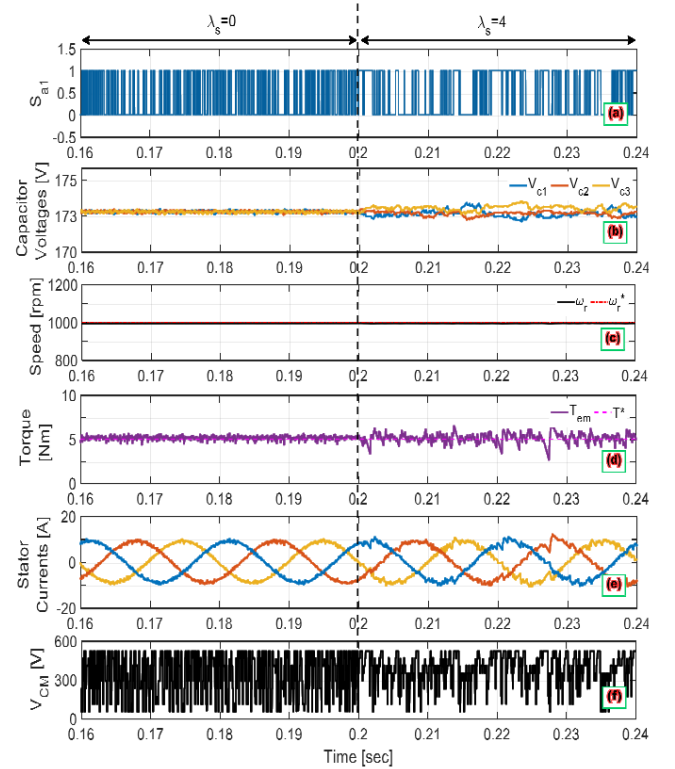 λs=0 λs=4
Sa1
1.5
1
0.5
0
-0.5
(a)
0.16 0.17 0.18 0.19 0.2 0.21 0.22 0.23 0.24
Capacitor
Voltages [V]
175
173
170
Vc1 Vc2 Vc3
(b)
0.16 0.17 0.18 0.19 0.2 0.21 0.22 0.23 0.24
Speed [rpm]
1200
1000
800
ωr ωr*
(c)
0.16 0.17 0.18 0.19 0.2 0.21 0.22 0.23 0.24
Torque
[Nm]
10
5
0
Tem T*
(d)
0.16 0.17 0.18 0.19 0.2 0.21 0.22 0.23 0.24
Stator
Currents [A]
20
0
-20
(e)
0.16 0.17 0.18 0.19 0.2 0.21 0.22 0.23 0.24
VCM [V]
600
300
0
(f)
0.16 0.17 0.18 0.19 0.2 0.21 0.22 0.23 0.24
Time [sec]